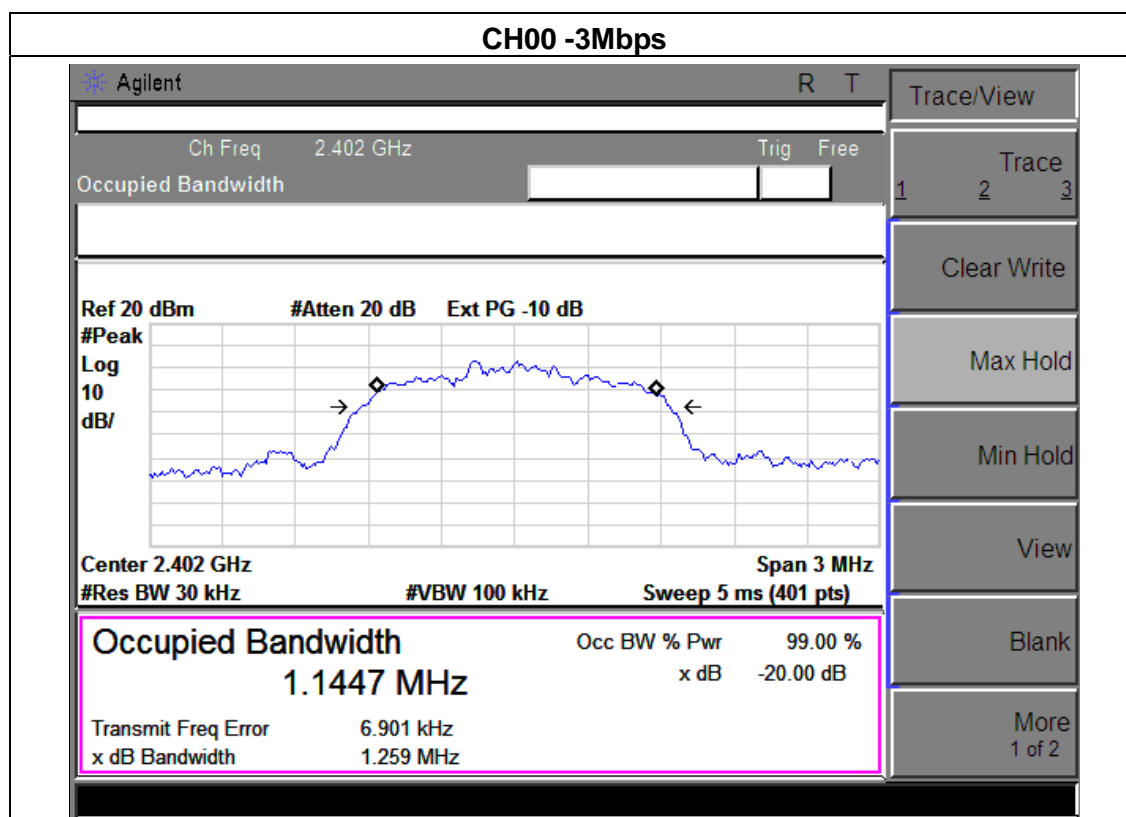 CH00 -3Mbps
Agilent R T
Trace/View
Ch Freq 2.402 GHz Trig Free
Occupied Bandwidth
Trace
1 2 3
Clear Write
Ref 20 dBm #Atten 20 dB Ext PG -10 dB
#Peak
Log
10
dB/
Max Hold
Min Hold
Center 2.402 GHz Span 3 MHz
#Res BW 30 kHz #VBW 100 kHz Sweep 5 ms (401 pts)
View
Occupied Bandwidth Occ BW % Pwr 99.00 %
1.1447 MHz x dB -20.00 dB
Blank
Transmit Freq Error 6.901 kHz
x dB Bandwidth 1.259 MHz
More
1 of 2